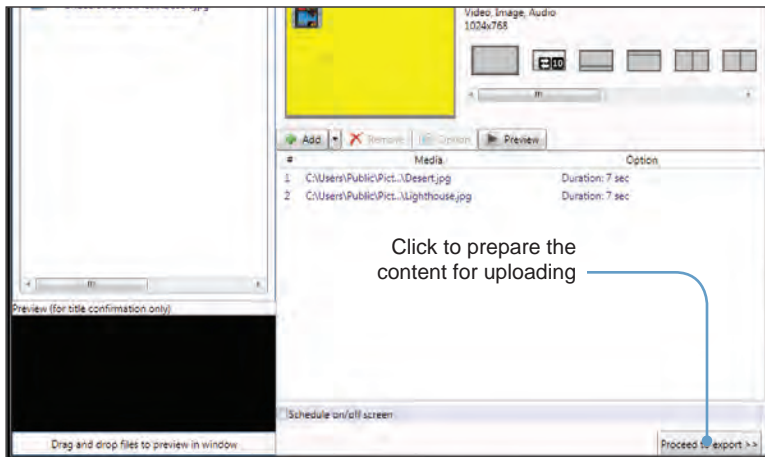 Video, Image, Audio
1024x768
10
Add
Remove
Option
Preview
# Media Option
1 C:\Users\Public\Pict...\Desert.jpg Duration: 7 sec
2 C:\Users\Public\Pict...\Lighthouse.jpg Duration: 7 sec
Click to prepare the
content for uploading
Preview (for title confirmation only)
Schedule on/off screen
Drag and drop files to preview in window
Proceed to export >>